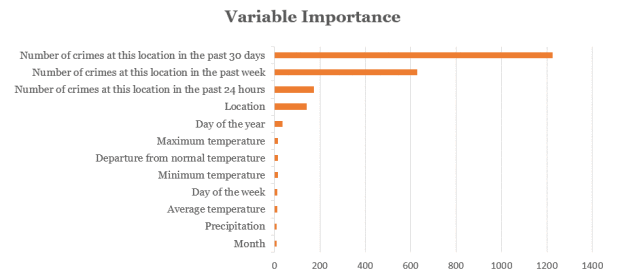 Variable Importance
Number of crimes at this location in the past 30 days
Number of crimes at this location in the past week
Number of crimes at this location in the past 24 hours
Location
Day of the year
Maximum temperature
Departure from normal temperature
Minimum temperature
Day of the week
Average temperature
Precipitation
Month
0 200 400 600 800 1000 1200 1400